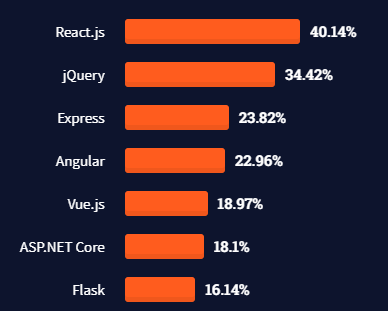 React.js 40.14%
jQuery 34.42%
Express 23.82%
Angular 22.96%
Vue.js 18.97%
ASP.NET Core 18.1%
Flask 16.14%